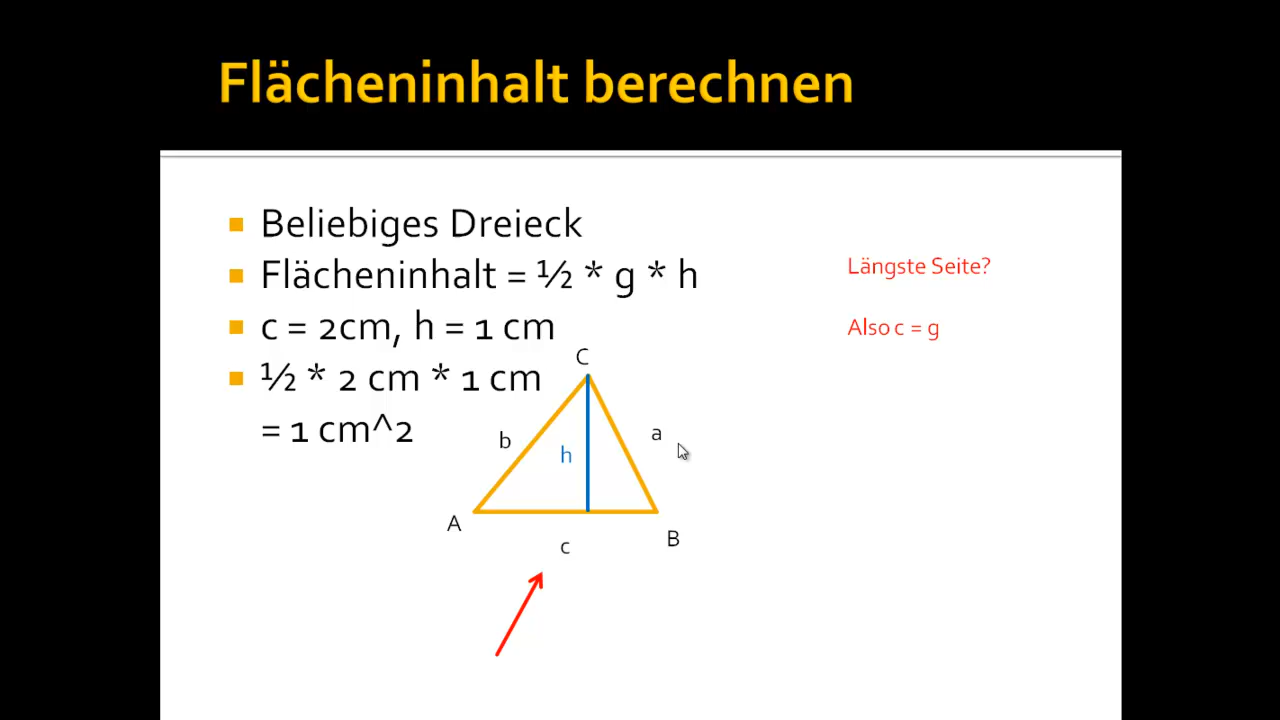 Flächeninhalt berechnen
Beliebiges Dreieck
Flächeninhalt = ½ * g * h
c = 2cm, h = 1 cm
½ * 2 cm * 1 cm
= 1 cm^2
Längste Seite?
Also c = g
C
b
h
a
A
B
c